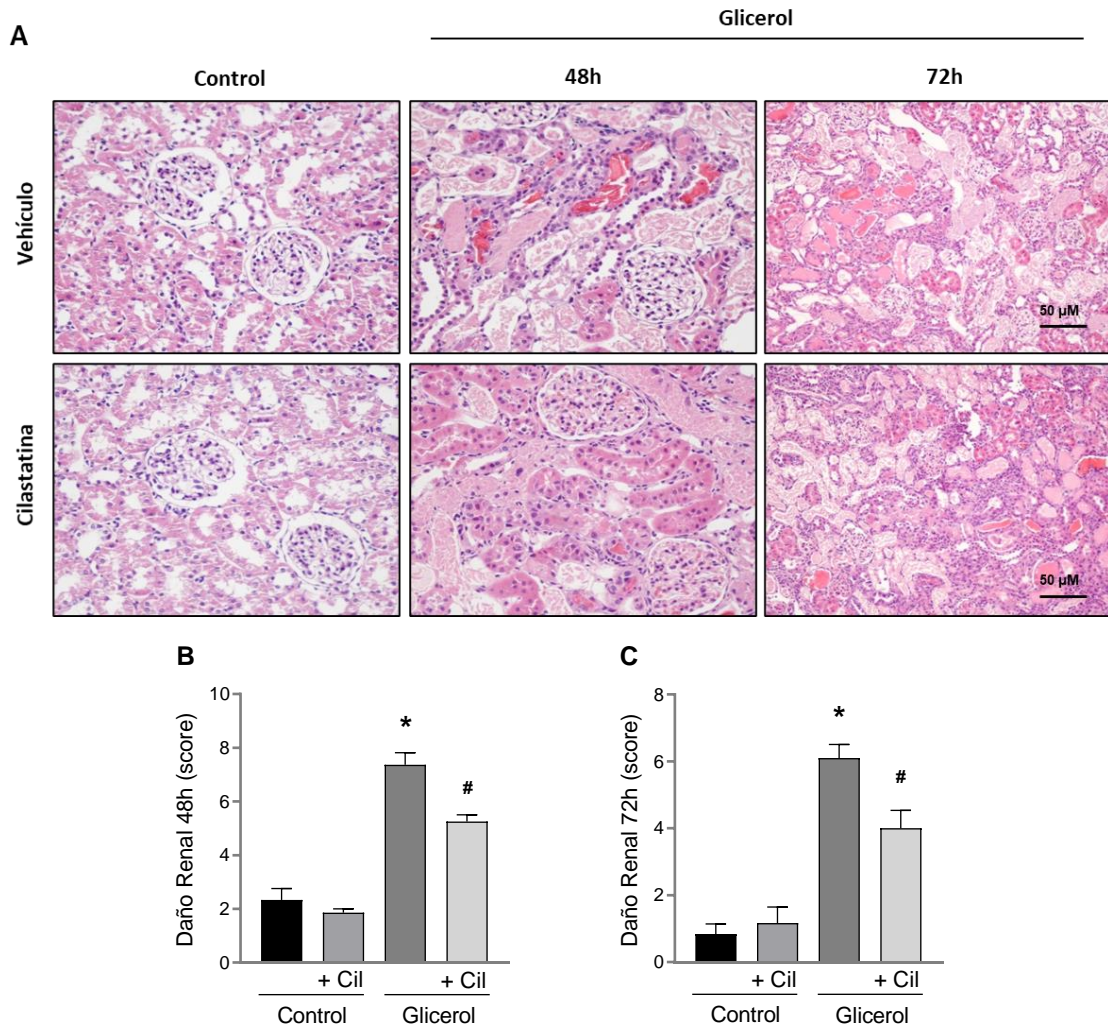 Glicerol
A
Control
48h
72h
Vehículo
50 µM
Cilastatina
50 µM
B
Daño Renal 48h (score)
10
8
6
4
2
0
*
#
+ Cil
+ Cil
Control
Glicerol
C
Daño Renal 72h (score)
8
6
4
2
0
*
#
+ Cil
+ Cil
Control
Glicerol